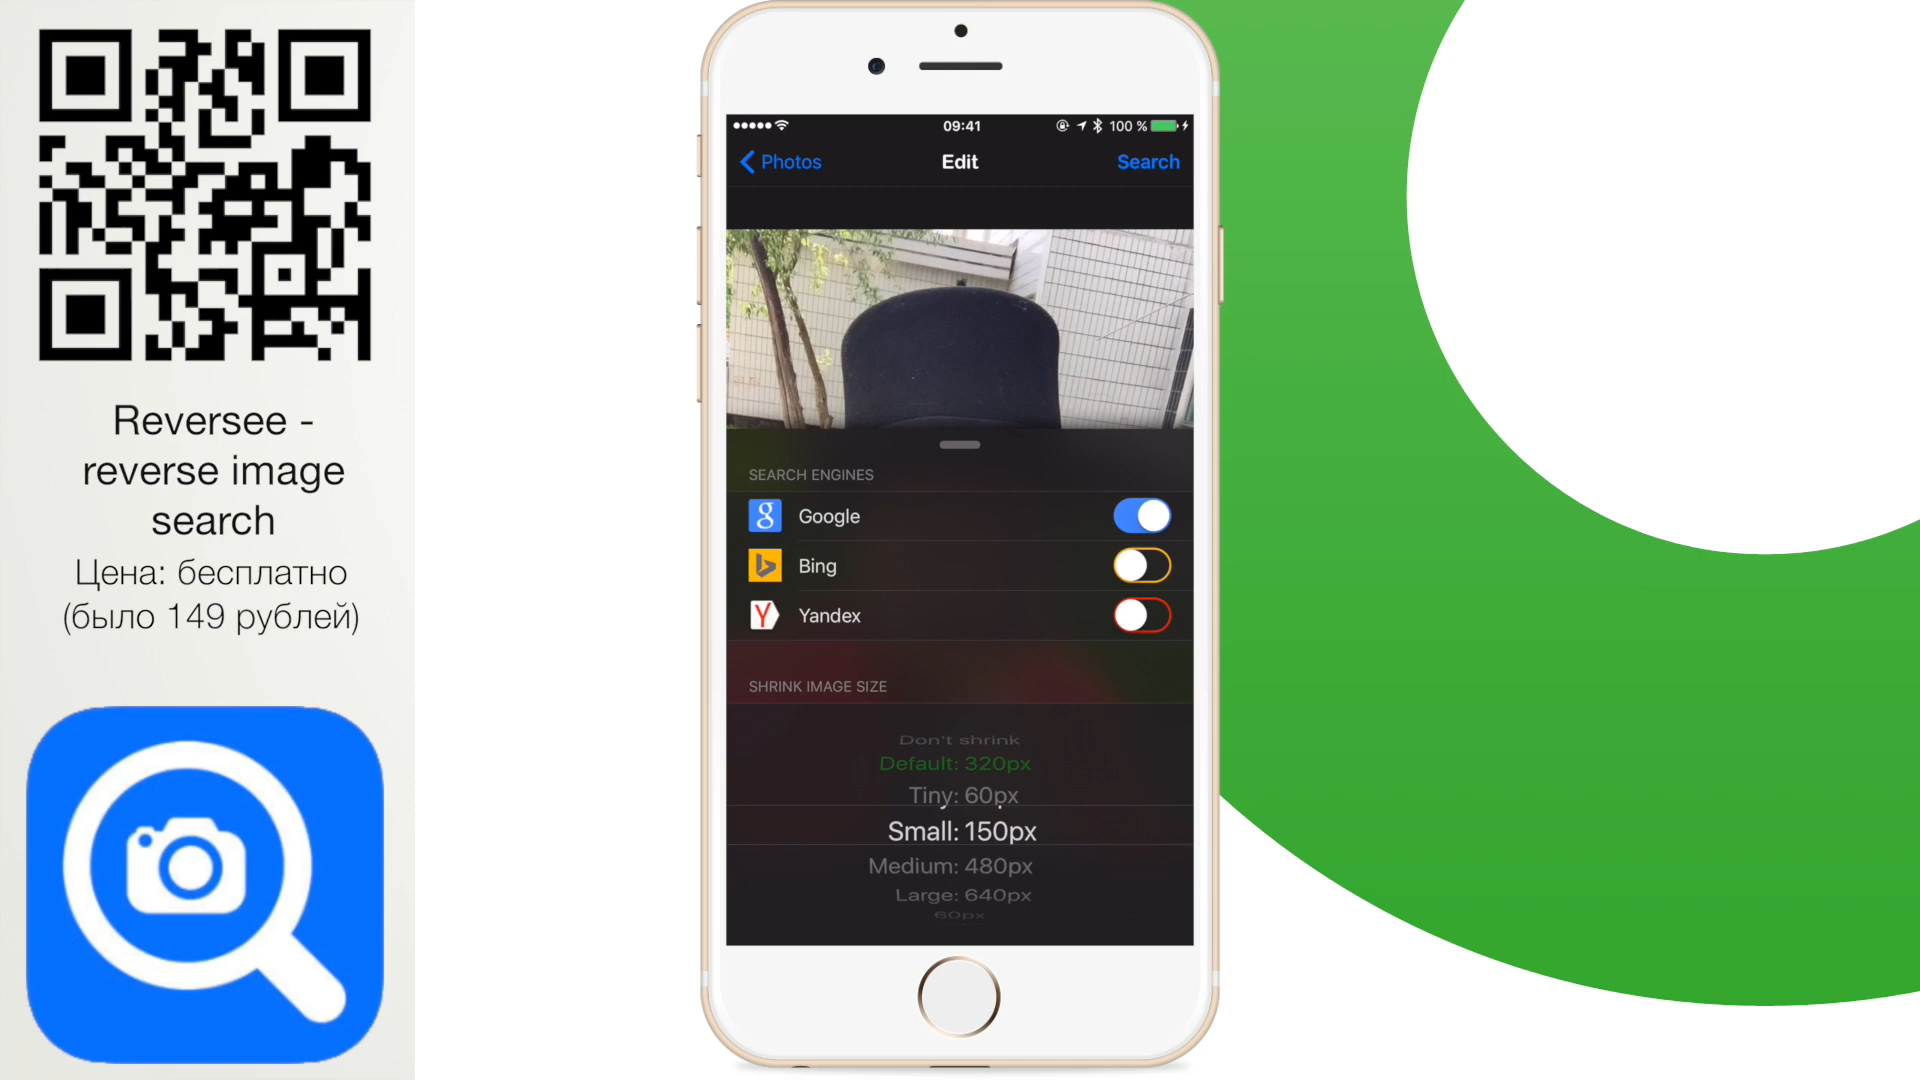 Reversee -
reverse image
search
Цена: бесплатно
(было 149 рублей)
09:41
100 %
Photos
Edit
Search
SEARCH ENGINES
Google
Bing
Yandex
SHRINK IMAGE SIZE
Don't shrink
Default: 320px
Tiny: 60px
Small: 150px
Medium: 480px
Large: 640px
60px